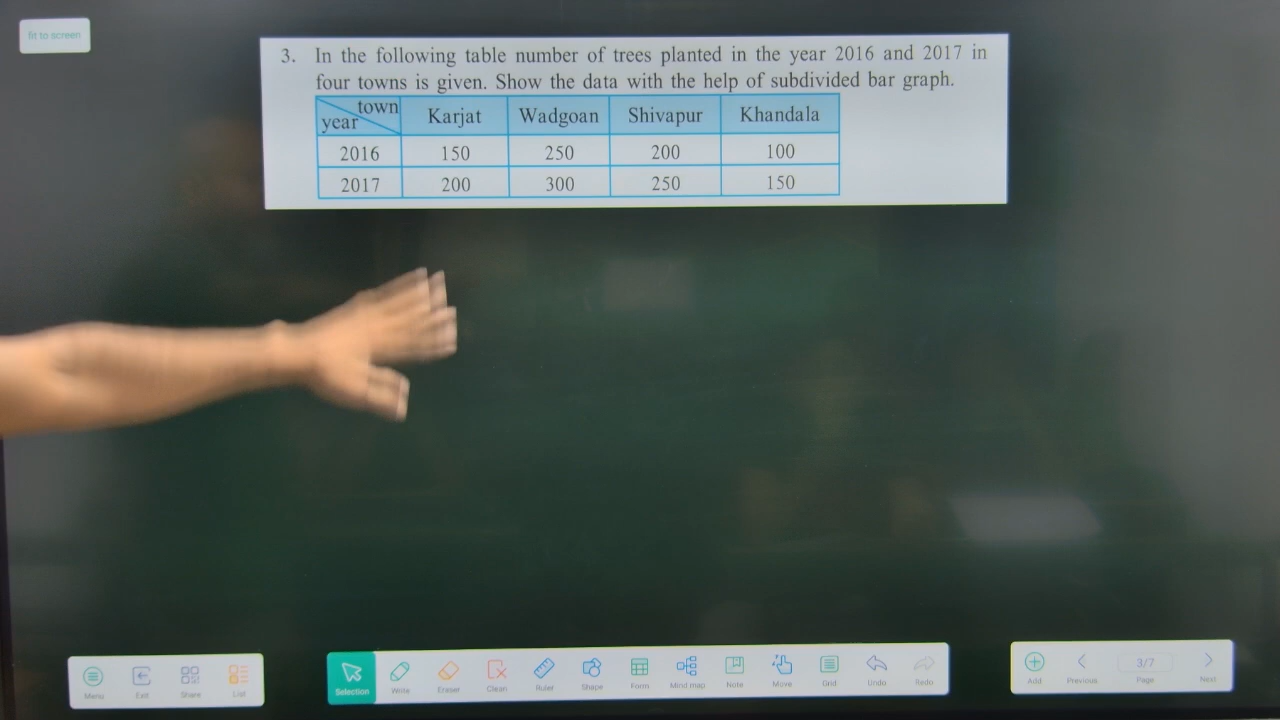 fit to screen
3. In the following table number of trees planted in the year 2016 and 2017 in
four towns is given. Show the data with the help of subdivided bar graph.
town
year Karjat Wadgoan Shivapur Khandala
2016 150 250 200 100
2017 200 300 250 150
Menu Exit Share List
Selection Write Eraser Clean Ruler Shape Form Mind map Note Move Grid Undo Redo
Add Previous 3/7 Page Next